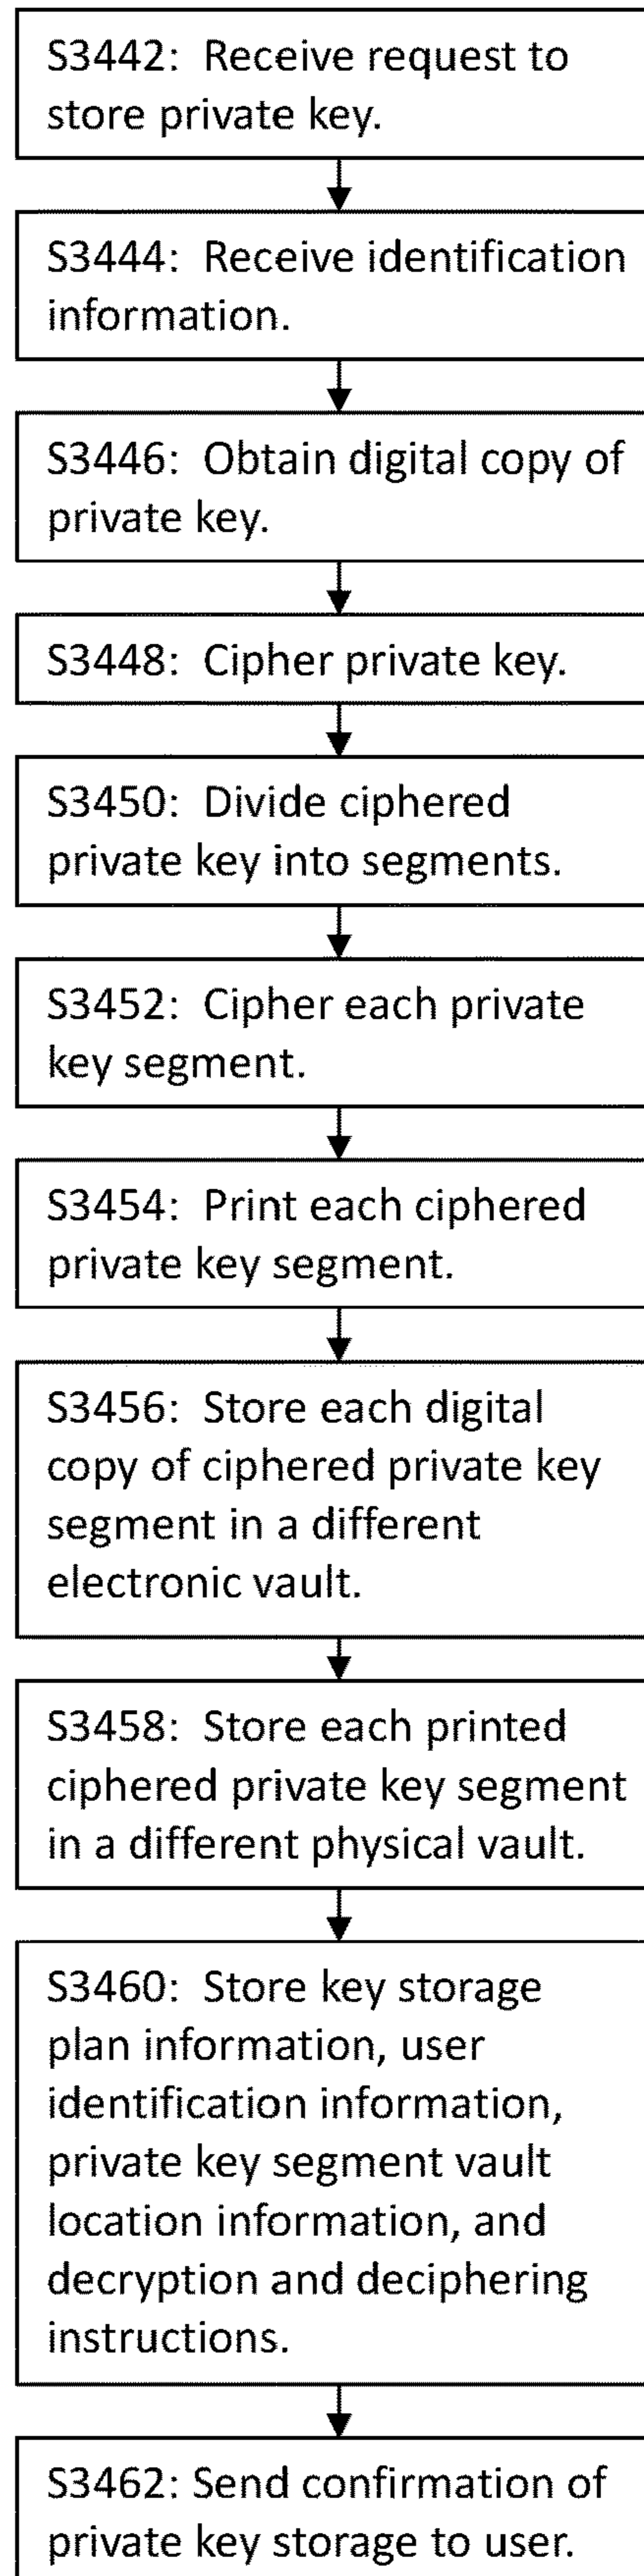 S3442: Receive request to
store private key.
S3444: Receive identification
information.
S3446: Obtain digital copy of
private key.
S3448: Cipher private key.
S3450: Divide ciphered
private key into segments.
S3452: Cipher each private
key segment.
S3454: Print each ciphered
private key segment.
S3456: Store each digital
copy of ciphered private key
segment in a different
electronic vault.
S3458: Store each printed
ciphered private key segment
in a different physical vault.
S3460: Store key storage
plan information, user
identification information,
private key segment vault
location information, and
decryption and deciphering
instructions.
S3462: Send confirmation of
private key storage to user.